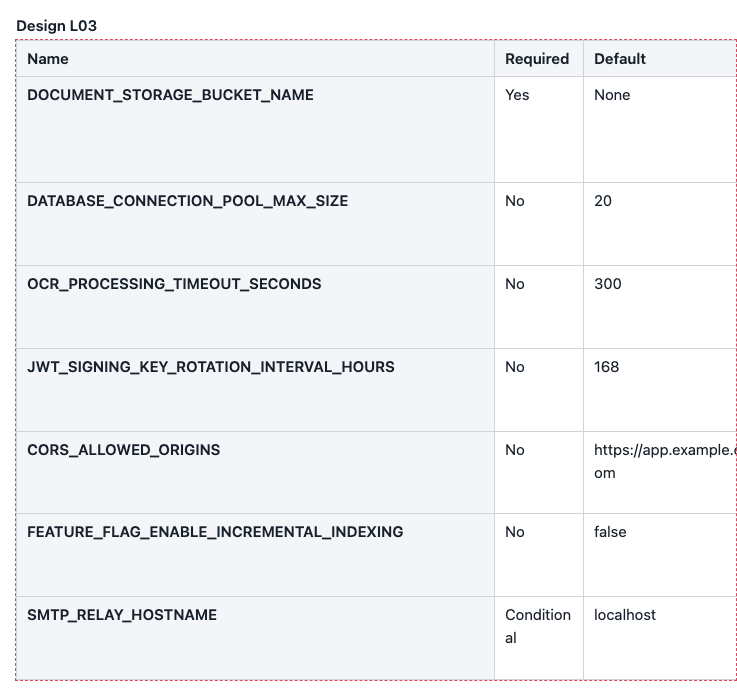 Design L03
Name Required Default
DOCUMENT_STORAGE_BUCKET_NAME Yes None
DATABASE_CONNECTION_POOL_MAX_SIZE No 20
OCR_PROCESSING_TIMEOUT_SECONDS No 300
JWT_SIGNING_KEY_ROTATION_INTERVAL_HOURS No 168
CORS_ALLOWED_ORIGINS No https://app.example.c
om
FEATURE_FLAG_ENABLE_INCREMENTAL_INDEXING No false
SMTP_RELAY_HOSTNAME Condition localhost
al